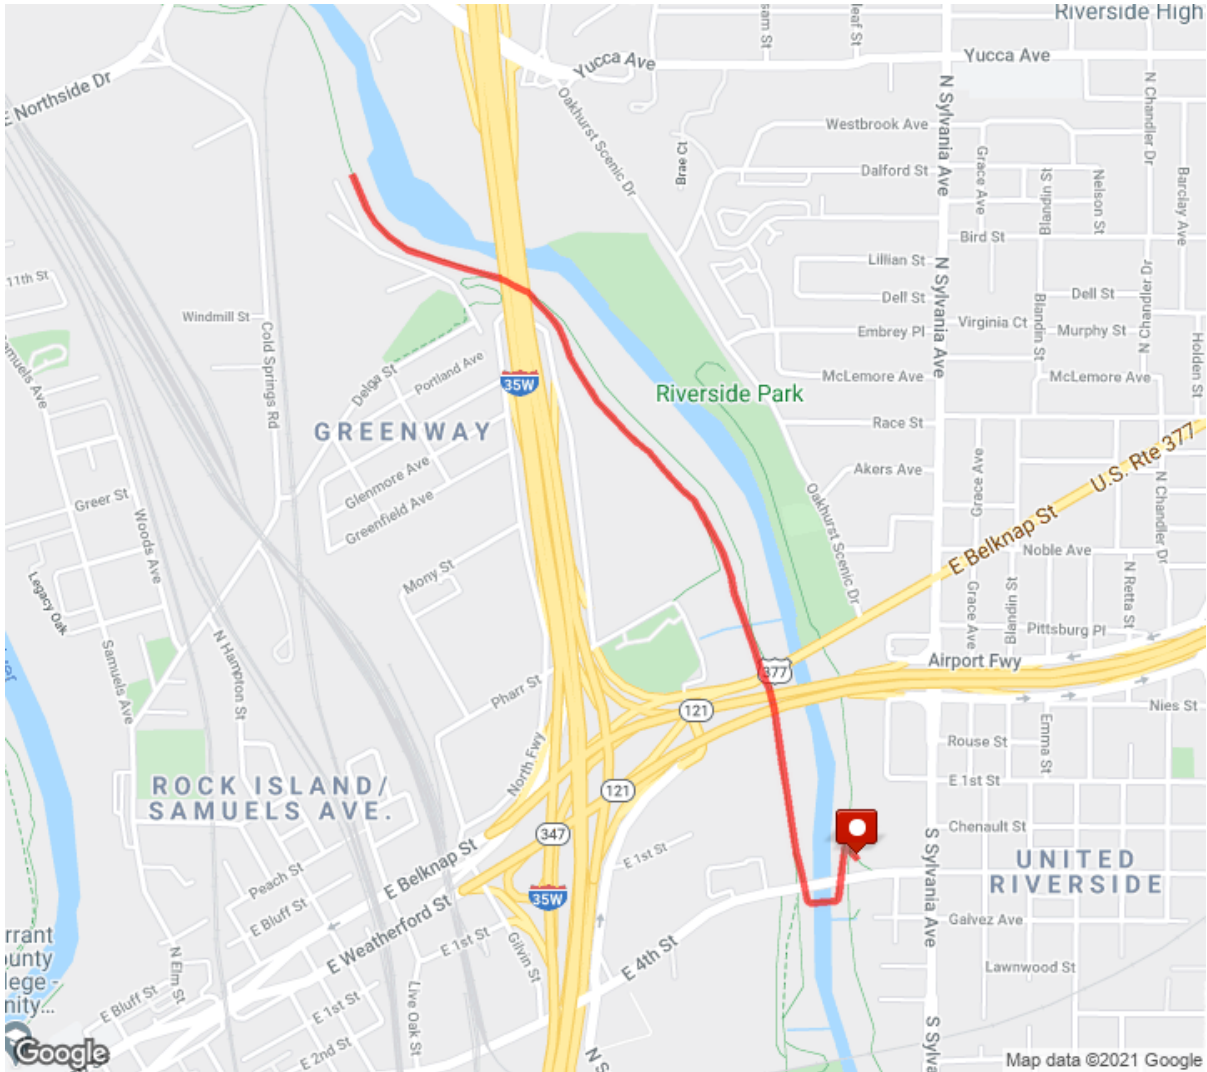 Riverside High
Yucca Ave
Yucca Ave
E Northside Dr
Oakhurst Scenic Dr
Brae Ct
N Sylvania Ave
N Chandler Dr
Westbrook Ave
Grace Ave
Dalford St
Blandin St
Nelson St
Barclay Ave
Bird St
Lillian St
N Sylvania Ave
11th St
Dell St
Dell St
N Chandler Dr
Windmill St
Cold Springs Rd
Embrey Pl
Virginia Ct
Blandin St
Murphy St
Holden St
Samuels Ave
Delga St
Portland Ave
35W
McLemore Ave
McLemore Ave
Riverside Park
GREENWAY
Race St
U.S. Rte 377
Glenmore Ave
Akers Ave
Grace Ave
N Chandler Dr
Greer St
Woods Ave
Greenfield Ave
Oakhurst Scenic Dr
E Belknap St
Noble Ave
Mony St
Legacy Oak
Grace Ave
Blandin St
N Retta St
Samuels Ave
N Hampton St
Pittsburg Pl
Airport Fwy
377
Pharr St
121
Nies St
North Fwy
Rouse St
Emma St
ROCK ISLAND/
SAMUELS AVE.
121
E 1st St
347
Chenault St
E 1st St
S Sylvania Ave
UNITED
RIVERSIDE
Peach St
E Belknap St
35W
E Bluff St
E Weatherford St
E 1st St
Gilvin St
E 4th St
Galvez Ave
N Elm St
Lawnwood St
E Bluff St
E 1st St
Live Oak St
E 2nd St
Google
Map data ©2021 Google